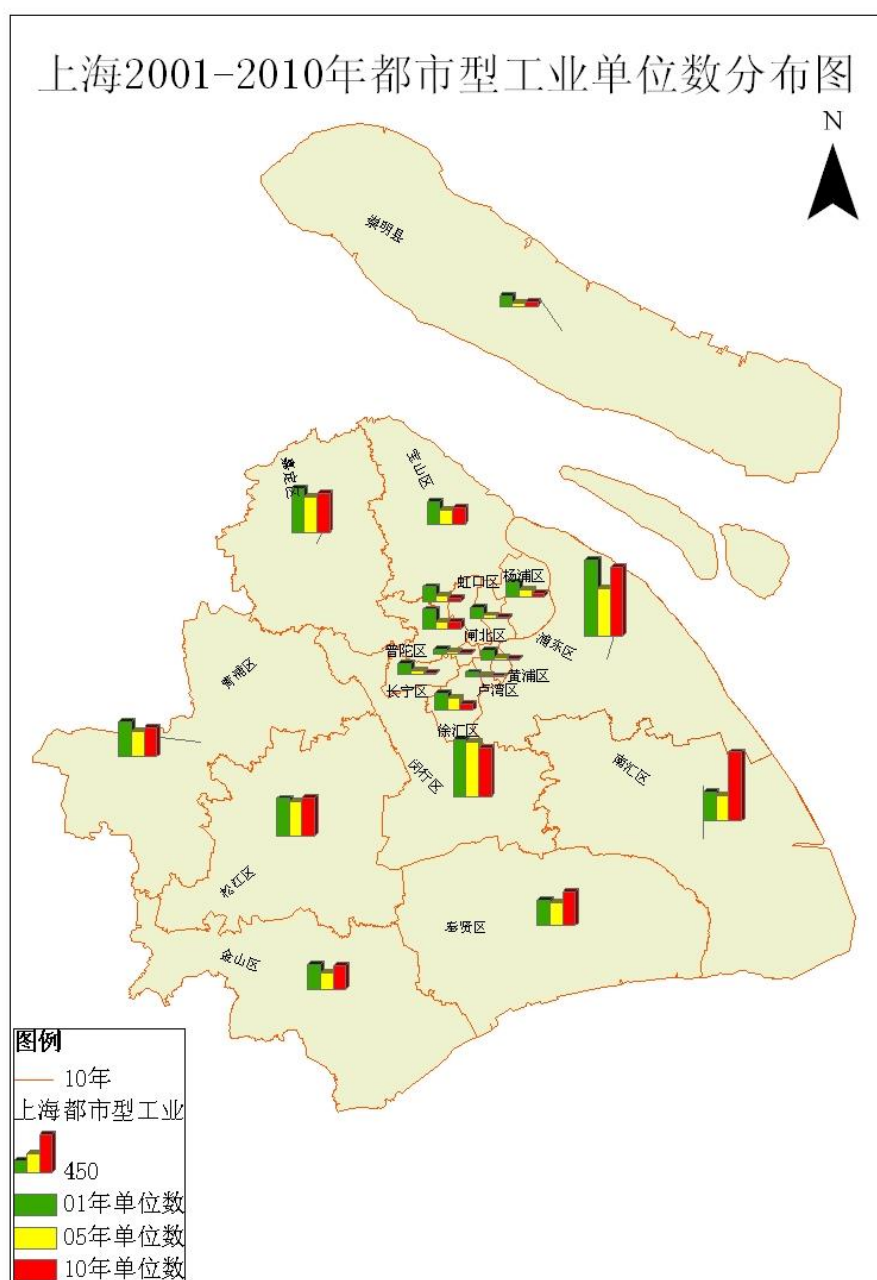 上海2001-2010年都市型工业单位数分布图
N
崇明县
嘉定区
宝山区
虹口区
杨浦区
闸北区
浦东区
普陀区
黄浦区
长宁区
卢湾区
徐汇区
青浦区
闵行区
南汇区
松江区
奉贤区
金山区
图例
10年
上海都市型工业
450
01年单位数
05年单位数
10年单位数